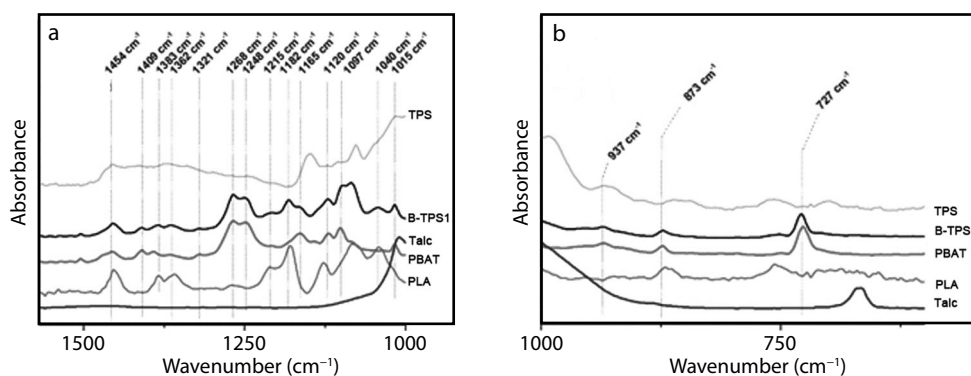 a
1454 cm⁻¹
1409 cm⁻¹
1383 cm⁻¹
1362 cm⁻¹
1321 cm⁻¹
1268 cm⁻¹
1248 cm⁻¹
1215 cm⁻¹
1182 cm⁻¹
1165 cm⁻¹
1120 cm⁻¹
1097 cm⁻¹
1040 cm⁻¹
1015 cm⁻¹
TPS
B-TPS1
Talc
PBAT
PLA
Absorbance
1500
1250
1000
Wavenumber (cm⁻¹)
b
937 cm⁻¹
873 cm⁻¹
727 cm⁻¹
TPS
B-TPS
PBAT
PLA
Talc
Absorbance
1000
750
Wavenumber (cm⁻¹)